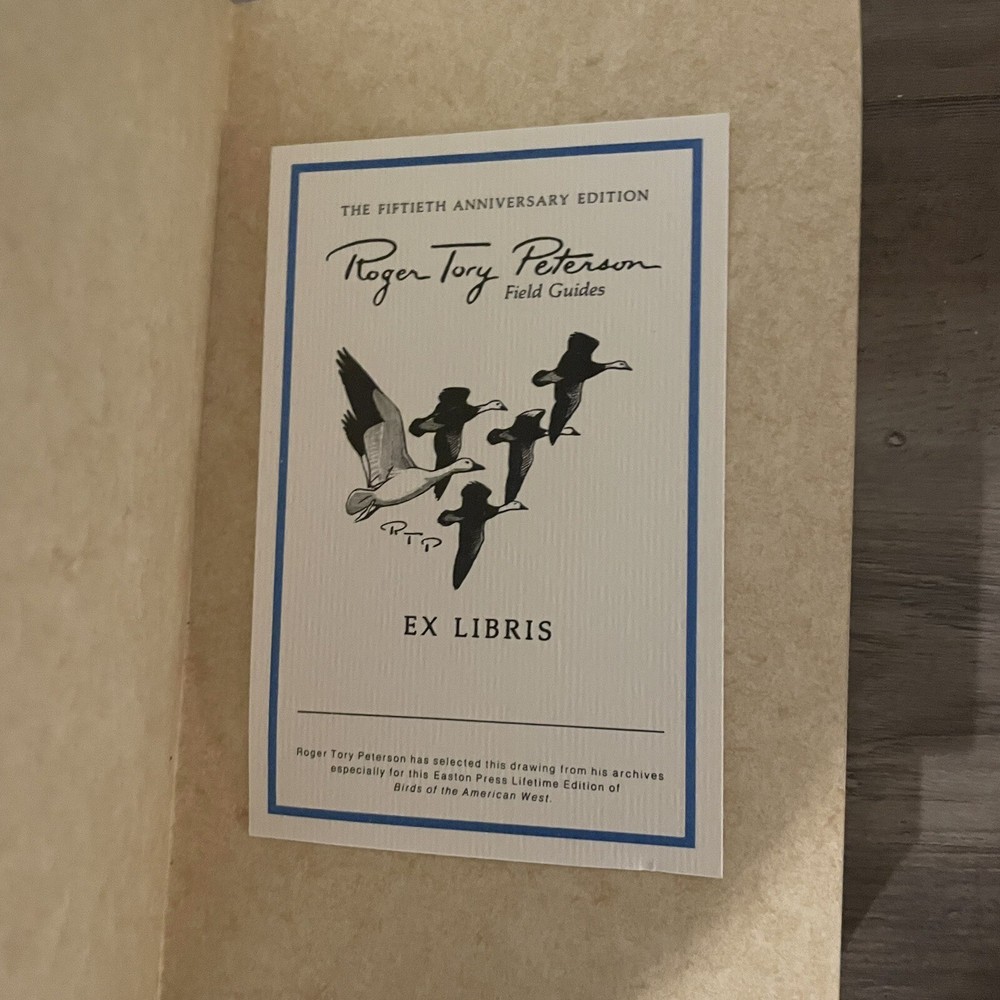 THE FIFTIETH ANNIVERSARY EDITION
Roger Tory Peterson
Field Guides
RTP
EX LIBRIS
Roger Tory Peterson has selected this drawing from his archives
especially for this Easton Press Lifetime Edition of
Birds of the American West.